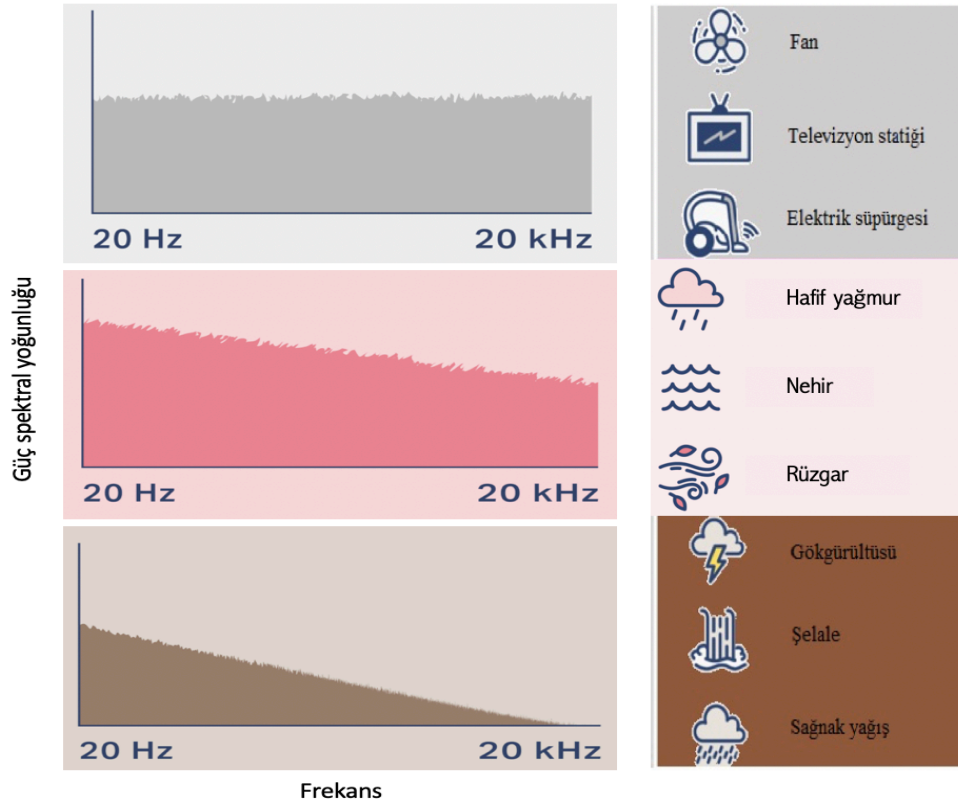 Güç spektral yoğunluğu
20 Hz 20 kHz
20 Hz 20 kHz
20 Hz 20 kHz
Frekans
Fan
Televizyon statiği
Elektrik süpürgesi
Hafif yağmur
Nehir
Rüzgar
Gökgürültüsü
Şelale
Sağnak yağış